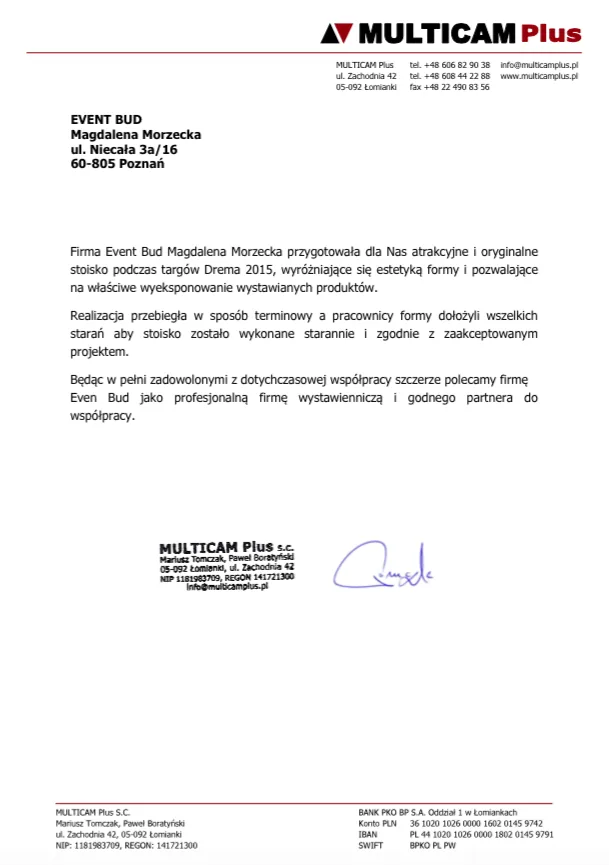 MULTICAM Plus
MULTICAM Plus tel. +48 606 82 90 38 info@multicamplus.pl
ul. Zachodnia 42 tel. +48 608 44 22 88 www.multicamplus.pl
05-092 Łomianki fax +48 22 490 83 56
EVENT BUD
Magdalena Morzecka
ul. Niecała 3a/16
60-805 Poznań
Firma Event Bud Magdalena Morzecka przygotowała dla Nas atrakcyjne i oryginalne
stoisko podczas targów Drema 2015, wyróżniające się estetyką formy i pozwalające
na właściwe wyeksponowanie wystawianych produktów.
Realizacja przebiegła w sposób terminowy a pracownicy formy dołożyli wszelkich
starań aby stoisko zostało wykonane starannie i zgodnie z zaakceptowanym
projektem.
Będąc w pełni zadowolonymi z dotychczasowej współpracy szczerze polecamy firmę
Even Bud jako profesjonalną firmę wystawienniczą i godnego partnera do
współpracy.
MULTICAM Plus s.c.
Mariusz Tomczak, Paweł Boratyński
05-092 Łomianki, ul. Zachodnia 42
NIP 1181983709, REGON 141721300
info@multicamplus.pl
MULTICAM Plus S.C.
Mariusz Tomczak, Paweł Boratyński
ul. Zachodnia 42, 05-092 Łomianki
NIP: 1181983709, REGON: 141721300
BANK PKO BP S.A. Oddział 1 w Łomiankach
Konto PLN 36 1020 1026 0000 1602 0145 9742
IBAN PL 44 1020 1026 0000 1802 0145 9791
SWIFT BPKO PL PW